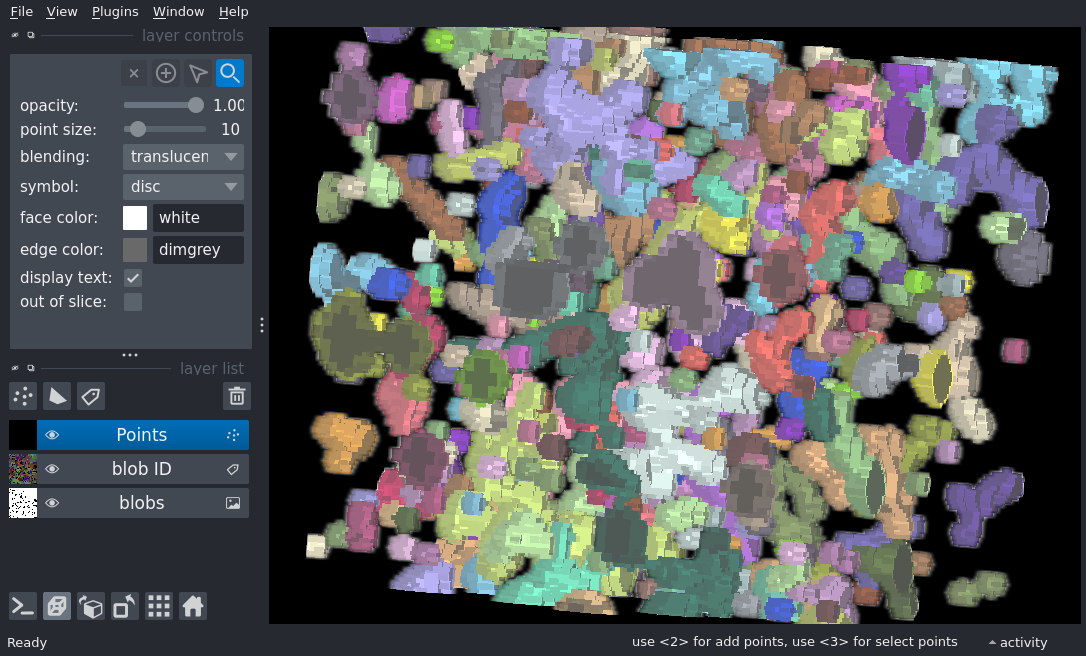 File View Plugins Window Help
layer controls
opacity: 1.00
point size: 10
blending: translucen
symbol: disc
face color: white
edge color: dimgrey
display text:
out of slice:
layer list
Points
blob ID
blobs
Ready use <2> for add points, use <3> for select points activity